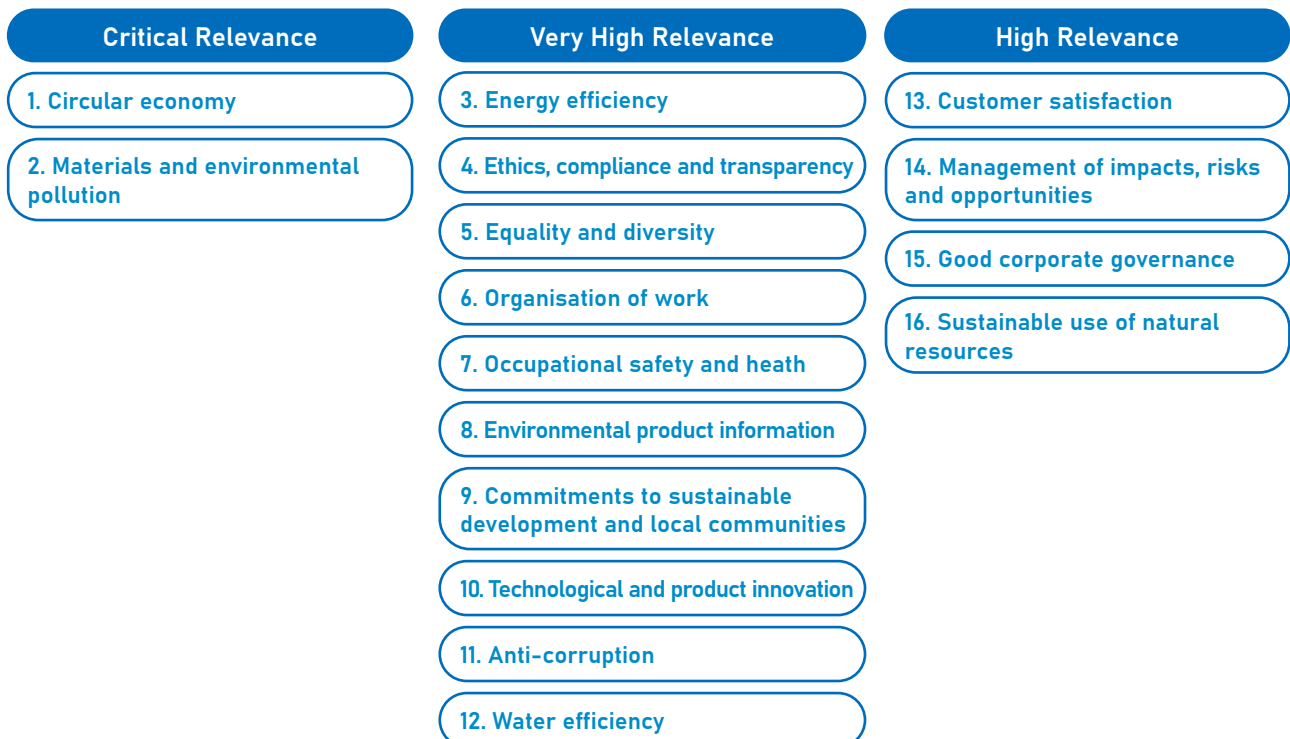 Critical Relevance
1. Circular economy
2. Materials and environmental
pollution
Very High Relevance
3. Energy efficiency
4. Ethics, compliance and transparency
5. Equality and diversity
6. Organisation of work
7. Occupational safety and heath
8. Environmental product information
9. Commitments to sustainable
development and local communities
10. Technological and product innovation
11. Anti-corruption
12. Water efficiency
High Relevance
13. Customer satisfaction
14. Management of impacts, risks
and opportunities
15. Good corporate governance
16. Sustainable use of natural
resources